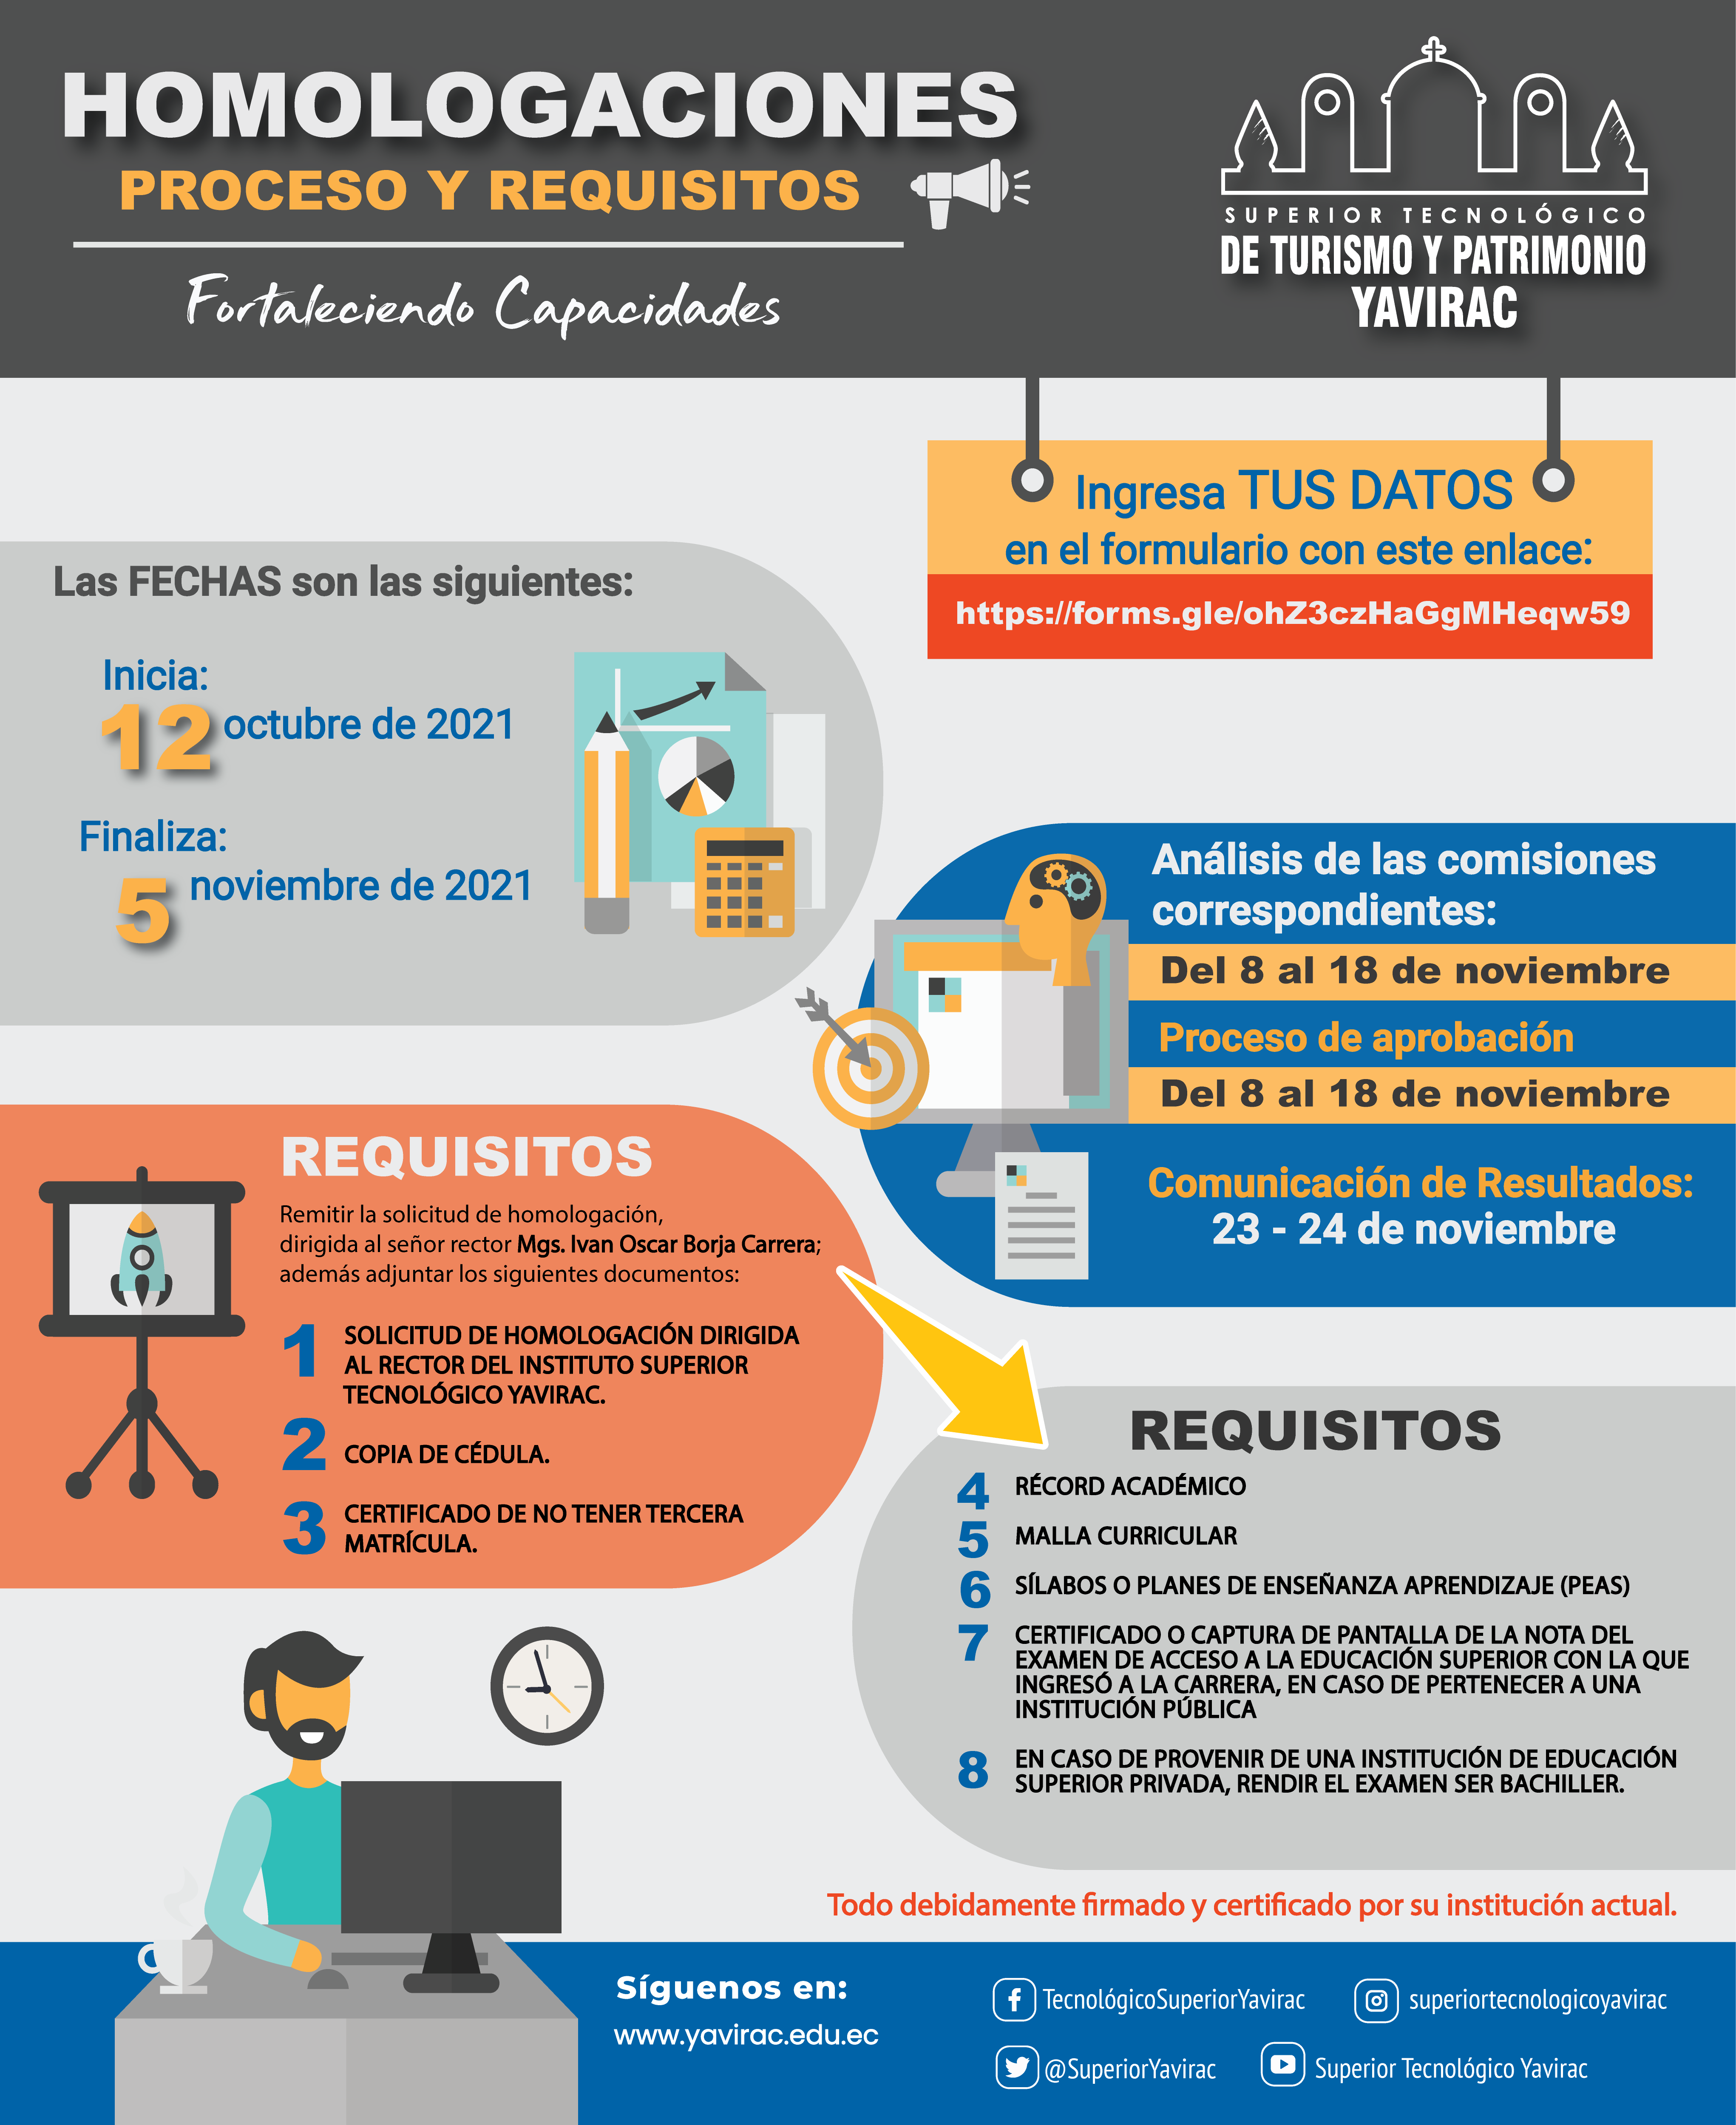 HOMOLOGACIONES
PROCESO Y REQUISITOS
Fortaleciendo Capacidades
SUPERIOR TECNOLÓGICO
DE TURISMO Y PATRIMONIO
YAVIRAC
Ingresa TUS DATOS
en el formulario con este enlace:
https://forms.gle/ohZ3czHaGgMHeqw59
Las FECHAS son las siguientes:
Inicia:
12 octubre de 2021
Finaliza:
5 noviembre de 2021
Análisis de las comisiones
correspondientes:
Del 8 al 18 de noviembre
Proceso de aprobación
Del 8 al 18 de noviembre
Comunicación de Resultados:
23 - 24 de noviembre
REQUISITOS
Remitir la solicitud de homologación,
dirigida al señor rector Mgs. Ivan Oscar Borja Carrera;
además adjuntar los siguientes documentos:
1 SOLICITUD DE HOMOLOGACIÓN DIRIGIDA
AL RECTOR DEL INSTITUTO SUPERIOR
TECNOLÓGICO YAVIRAC.
2 COPIA DE CÉDULA.
3 CERTIFICADO DE NO TENER TERCERA
MATRÍCULA.
REQUISITOS
4 RÉCORD ACADÉMICO
5 MALLA CURRICULAR
6 SÍLABOS O PLANES DE ENSEÑANZA APRENDIZAJE (PEAS)
7 CERTIFICADO O CAPTURA DE PANTALLA DE LA NOTA DEL
EXAMEN DE ACCESO A LA EDUCACIÓN SUPERIOR CON LA QUE
INGRESÓ A LA CARRERA, EN CASO DE PERTENECER A UNA
INSTITUCIÓN PÚBLICA
8 EN CASO DE PROVENIR DE UNA INSTITUCIÓN DE EDUCACIÓN
SUPERIOR PRIVADA, RENDIR EL EXAMEN SER BACHILLER.
Todo debidamente firmado y certificado por su institución actual.
Síguenos en:
www.yavirac.edu.ec
TecnológicoSuperiorYavirac
superiortecnologicoyavirac
@SuperiorYavirac
Superior Tecnológico Yavirac